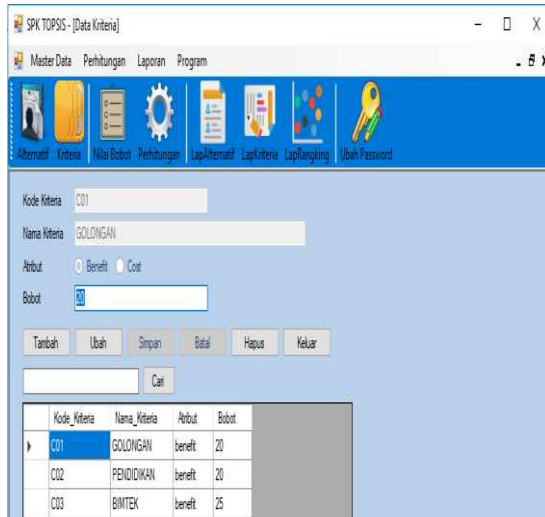 SPK TOPSIS - [Data Kriteria]
Master Data Perhitungan Laporan Program
Alternatif Kriteria Nilai Bobot Perhitungan LapAlternatif LapKriteria LapRangking Ubah Password
Kode Kriteria C01
Nama Kriteria GOLONGAN
Atribut Benefit Cost
Bobot 20
Tambah Ubah Simpan Batal Hapus Keluar
Cari
Kode_Kriteria Nama_Kriteria Atribut Bobot
C01 GOLONGAN benefit 20
C02 PENDIDIKAN benefit 20
C03 BIMTEK benefit 25